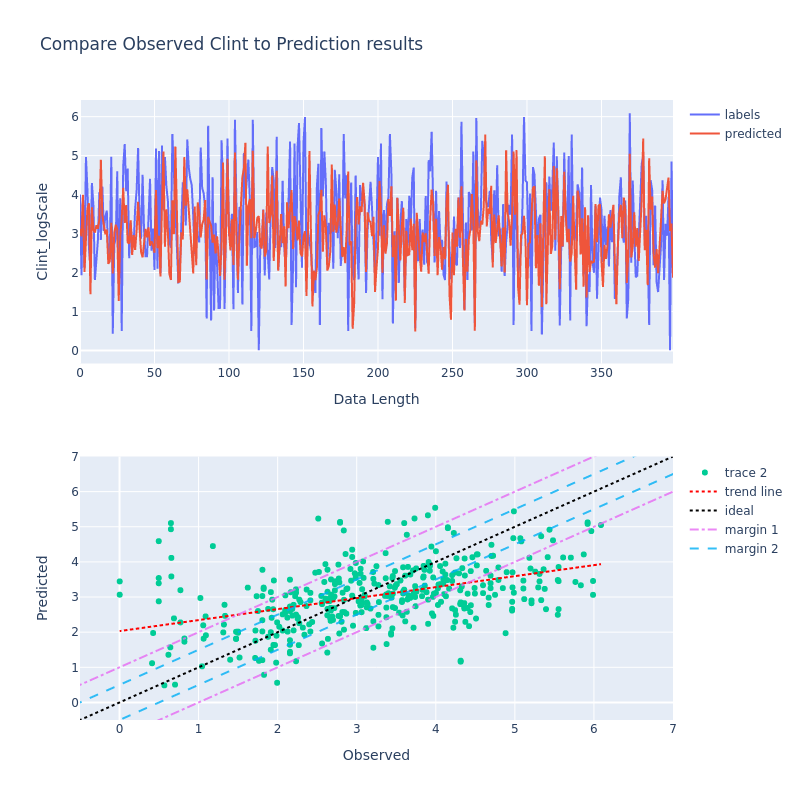 Compare Observed Clint to Prediction results
6
5
4
3
2
1
0
Clint_logScale
0 50 100 150 200 250 300 350
Data Length
labels
predicted
7
6
5
4
3
2
1
0
Predicted
0 1 2 3 4 5 6 7
Observed
trace 2
trend line
ideal
margin 1
margin 2